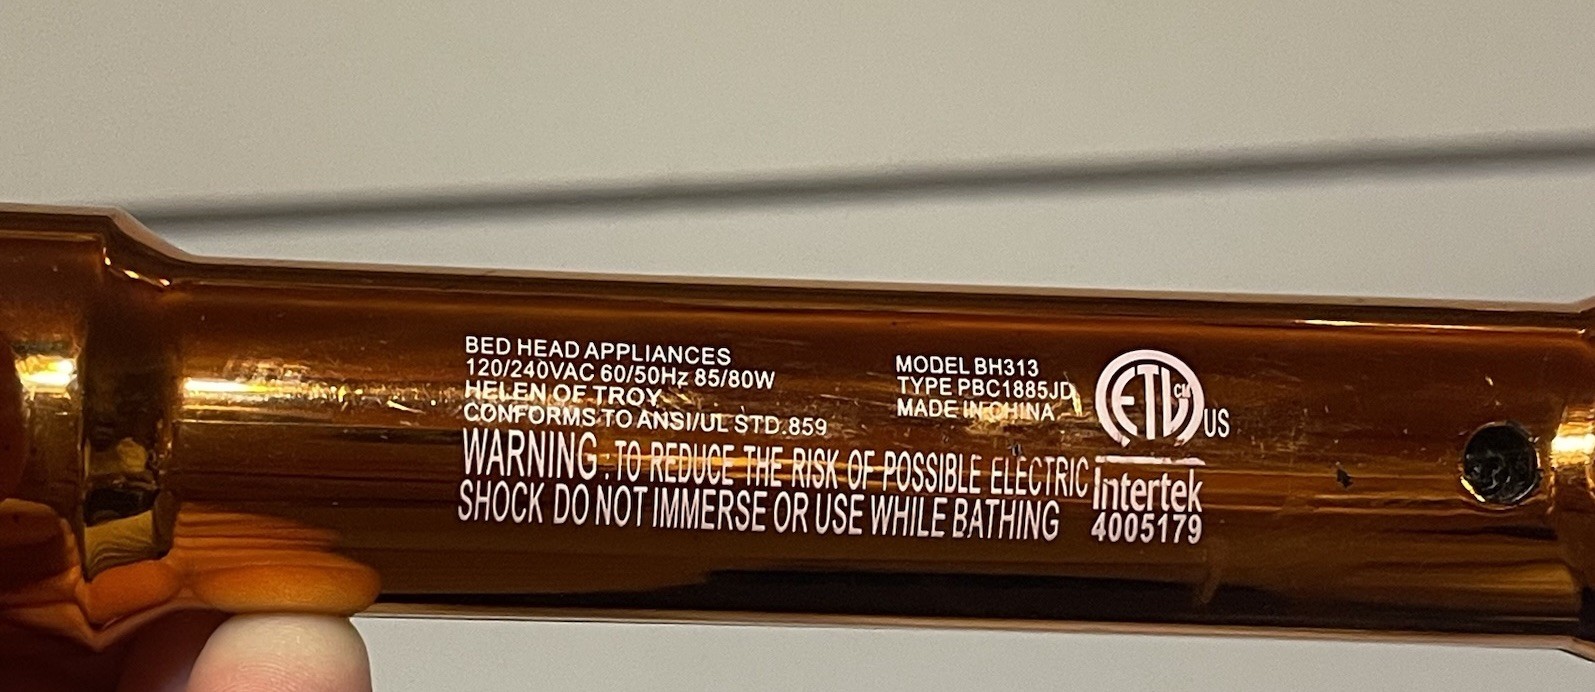 BED HEAD APPLIANCES
120/240VAC 60/50Hz 85/80W
HELEN OF TROY
CONFORMS TO ANSI/UL STD.859
MODEL BH313
TYPE PBC1885JD
MADE IN CHINA
WARNING : TO REDUCE THE RISK OF POSSIBLE ELECTRIC
SHOCK DO NOT IMMERSE OR USE WHILE BATHING
ETL CM US
Intertek
4005179